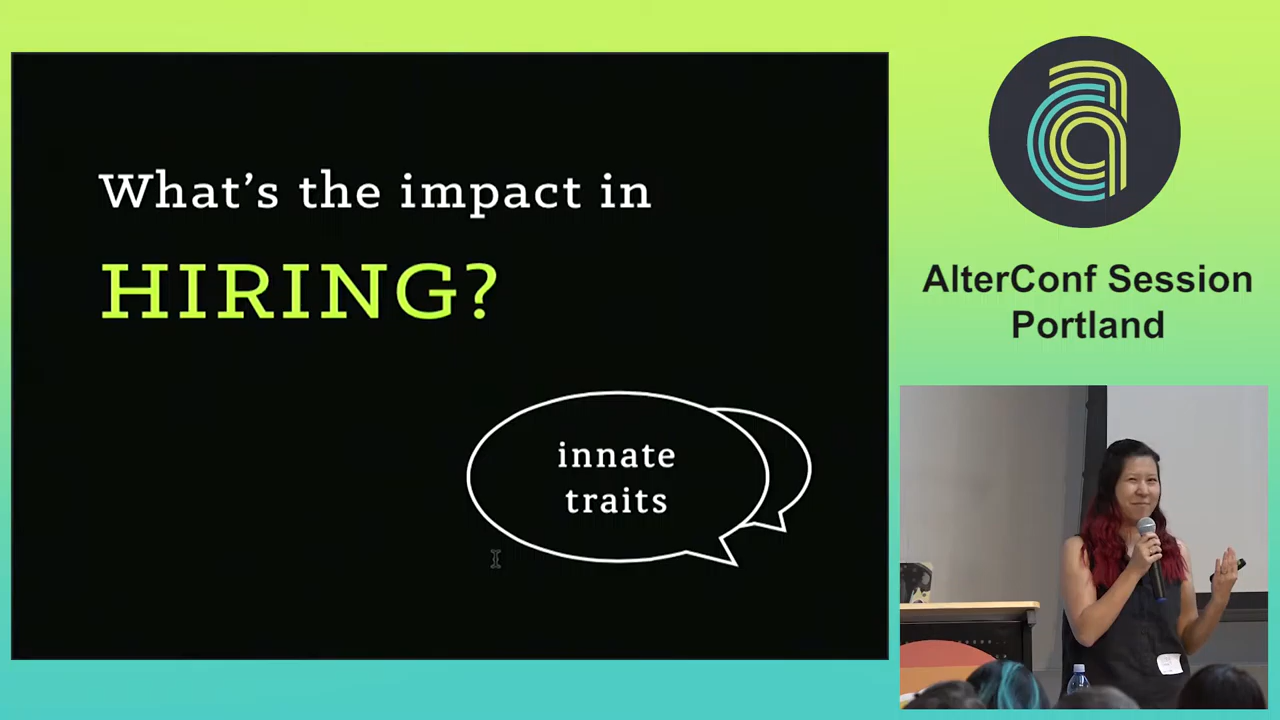 What's the impact in
HIRING?
innate
traits
AlterConf Session
Portland